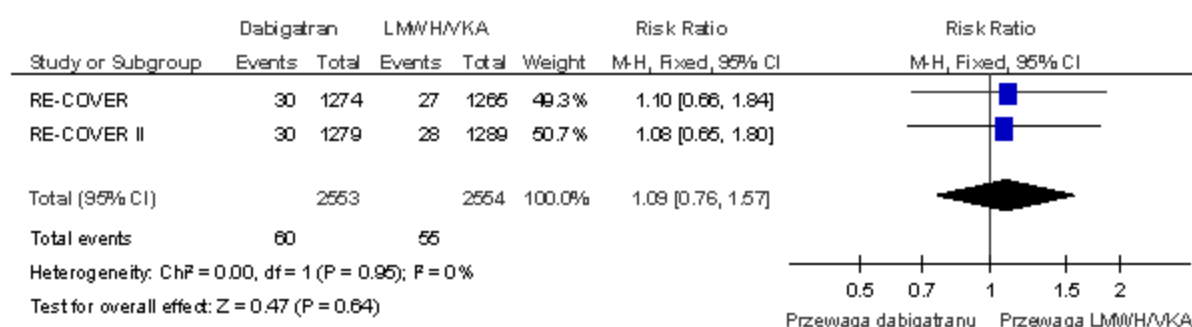 Dabigatran LMWH/VKA Risk Ratio Risk Ratio
Study or Subgroup Events Total Events Total Weight M-H, Fixed, 95% CI M-H, Fixed, 95% CI
RE-COVER 30 1274 27 1265 49.3% 1.10 [0.66, 1.84]
RE-COVER II 30 1279 28 1289 50.7% 1.08 [0.65, 1.80]
Total (95% CI) 2553 2554 100.0% 1.09 [0.76, 1.57]
Total events 60 55
Heterogeneity: Chi² = 0.00, df = 1 (P = 0.95); I² = 0%
Test for overall effect: Z = 0.47 (P = 0.64)
0.5 0.7 1 1.5 2
Przewaga dabigatranu Przewaga LMWH/VKA